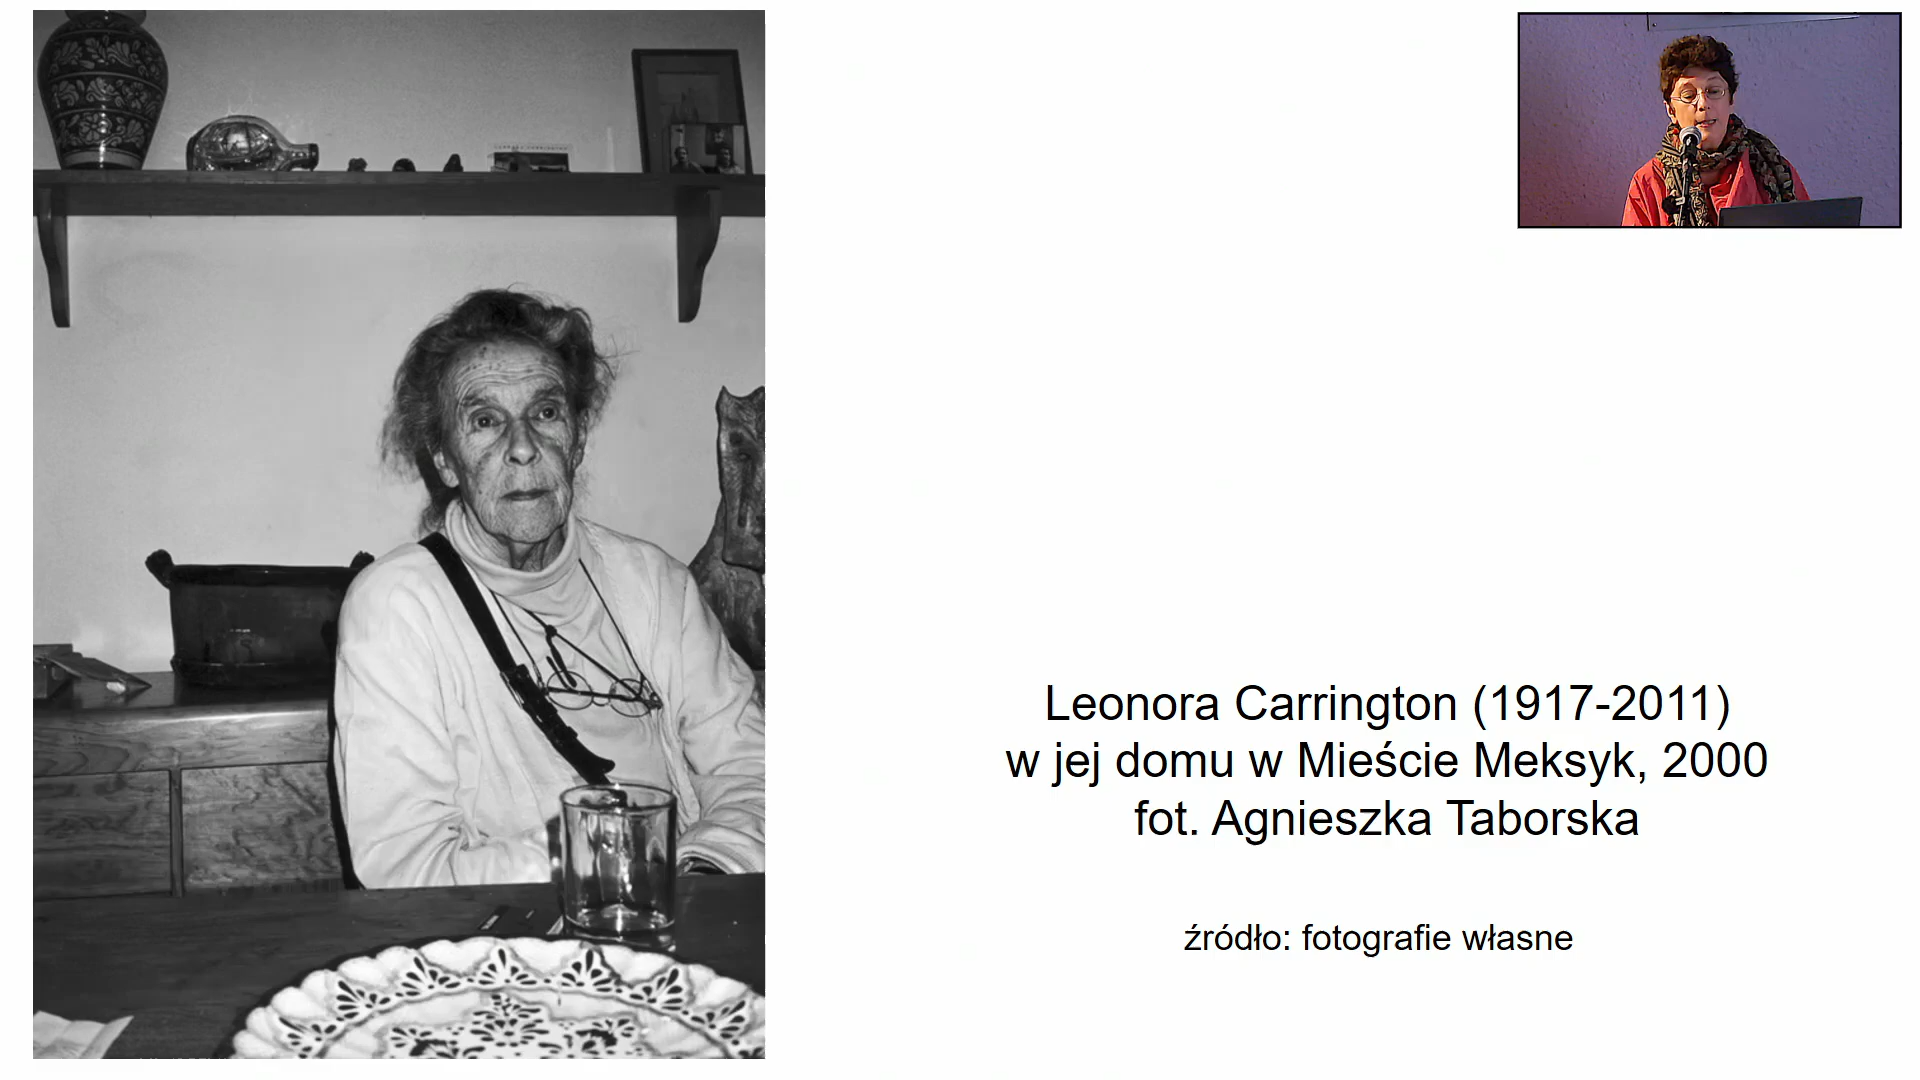 Leonora Carrington (1917-2011)
w jej domu w Mieście Meksyk, 2000
fot. Agnieszka Taborska
źródło: fotografie własne